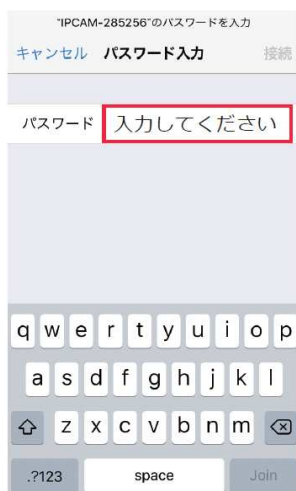 "IPCAM-285256"のパスワードを入力
キャンセル パスワード入力 接続
パスワード 入力してください
q w e r t y u i o p
a s d f g h j k l
z x c v b n m
.?123 space Join